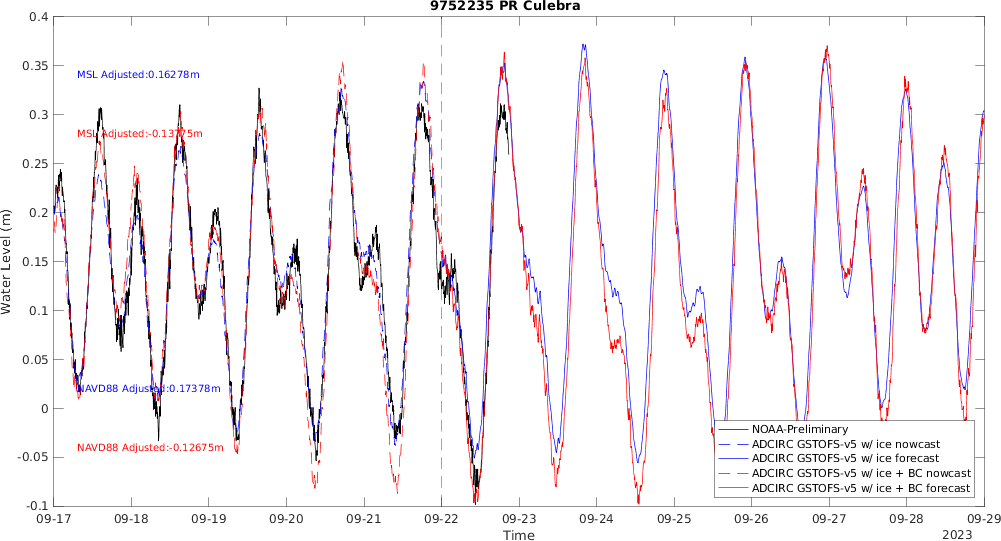 9752235 PR Culebra
0.4
0.35
0.3
0.25
0.2
0.15
0.1
0.05
0
-0.05
-0.1
Water Level (m)
MSL Adjusted:0.16278m
MSL Adjusted:-0.13775m
NAVD88 Adjusted:0.17378m
NAVD88 Adjusted:-0.12675m
NOAA-Preliminary
ADCIRC GSTOFS-v5 w/ ice nowcast
ADCIRC GSTOFS-v5 w/ ice forecast
ADCIRC GSTOFS-v5 w/ ice + BC nowcast
ADCIRC GSTOFS-v5 w/ ice + BC forecast
09-17 09-18 09-19 09-20 09-21 09-22 09-23 09-24 09-25 09-26 09-27 09-28 09-29
Time
2023